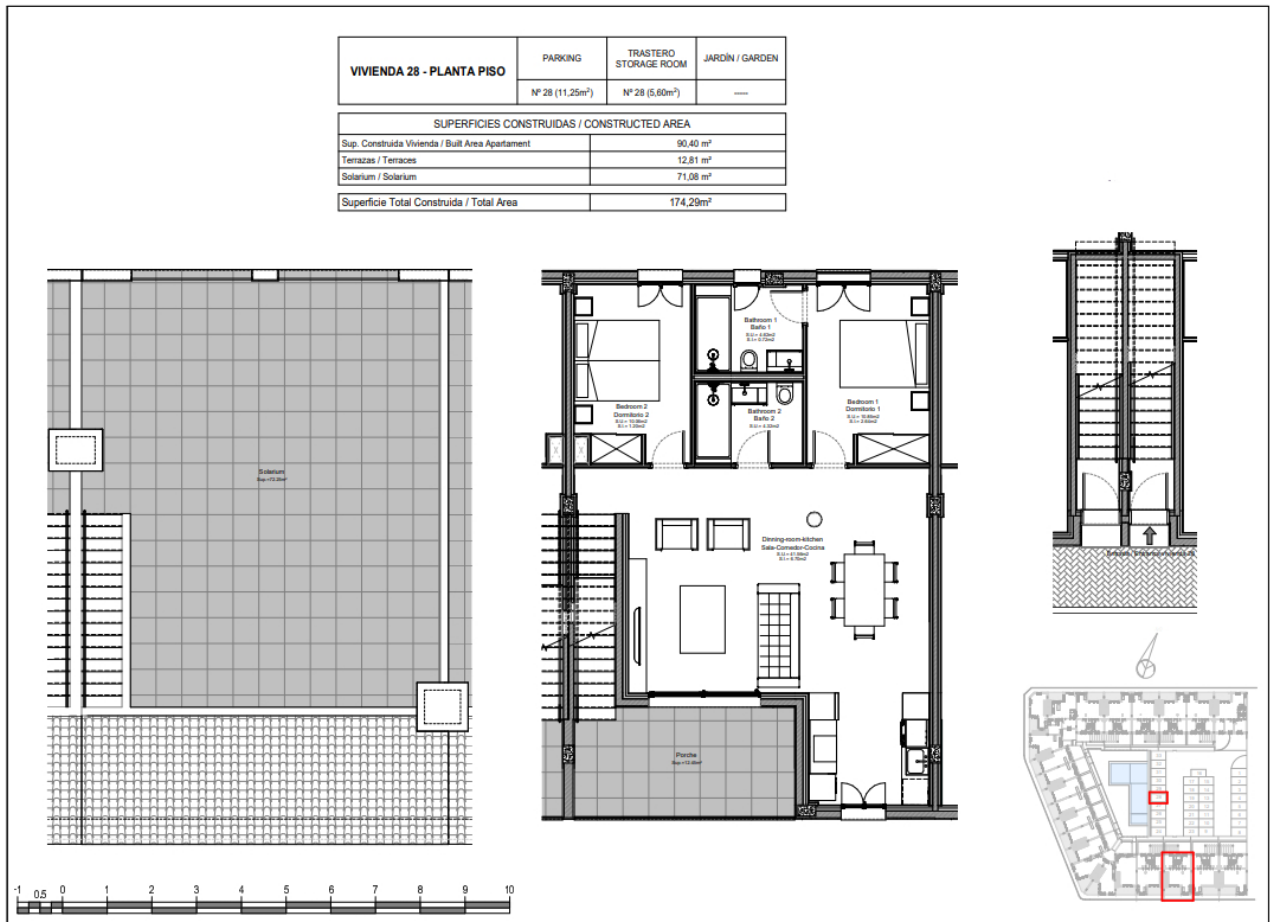 VIVIENDA 28 - PLANTA PISO
PARKING
TRASTERO
STORAGE ROOM
JARDÍN / GARDEN
Nº 28 (11,25m²)
Nº 28 (5,60m²)
----
SUPERFICIES CONSTRUIDAS / CONSTRUCTED AREA
Sup. Construida Vivienda / Built Area Apartament
90,40 m²
Terrazas / Terraces
12,81 m²
Solarium / Solarium
71,08 m²
Superficie Total Construida / Total Area
174,29m²
Solarium
Bathroom 1
Baño 1
Bedroom 2
Dormitorio 2
Bathroom 2
Baño 2
Bedroom 1
Dormitorio 1
Dinning-room-kitchen
Sala-Comedor-Cocina
Porche
-1 0,5 0 1 2 3 4 5 6 7 8 9 10